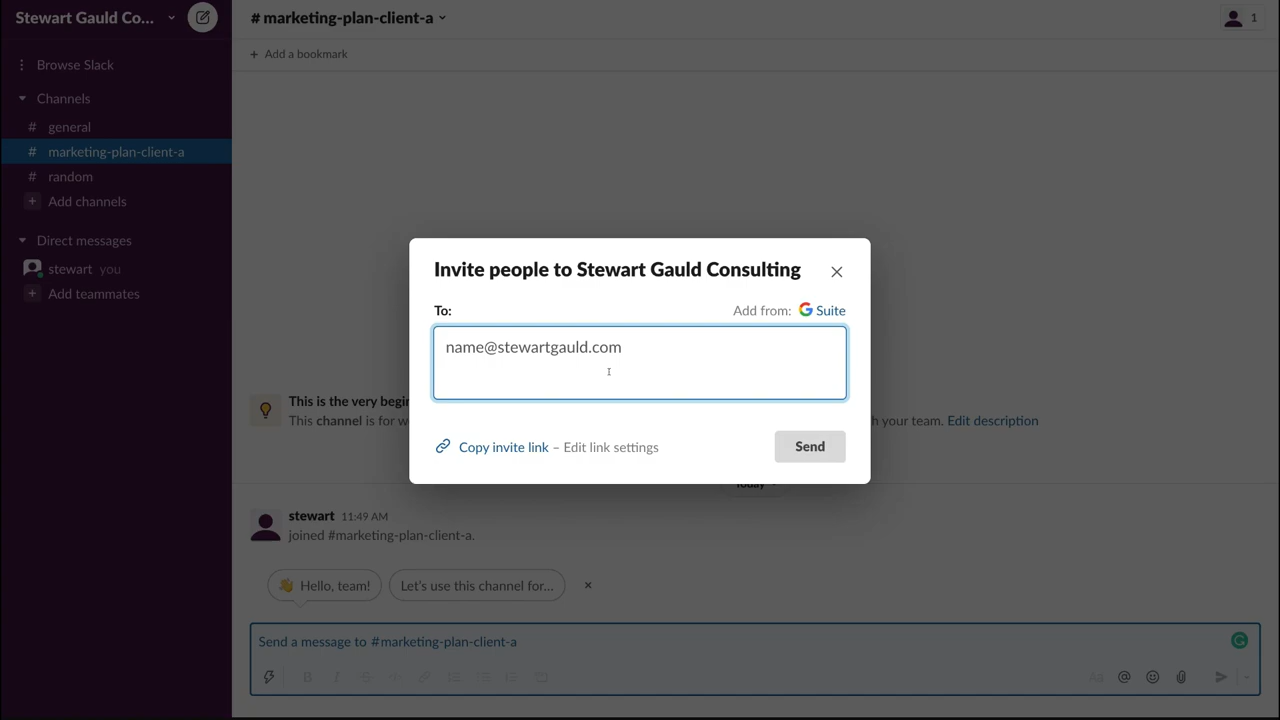 Stewart Gauld Co...
# marketing-plan-client-a
1
+ Add a bookmark
Browse Slack
Channels
# general
# marketing-plan-client-a
# random
+ Add channels
Direct messages
stewart you
+ Add teammates
Invite people to Stewart Gauld Consulting
To:
Add from: G Suite
name@stewartgauld.com
This is the very begin
This channel is for w
h your team. Edit description
Copy invite link – Edit link settings
Send
Today
stewart 11:49 AM
joined #marketing-plan-client-a.
👋 Hello, team!
Let's use this channel for...
Send a message to #marketing-plan-client-a
B I S
Aa @